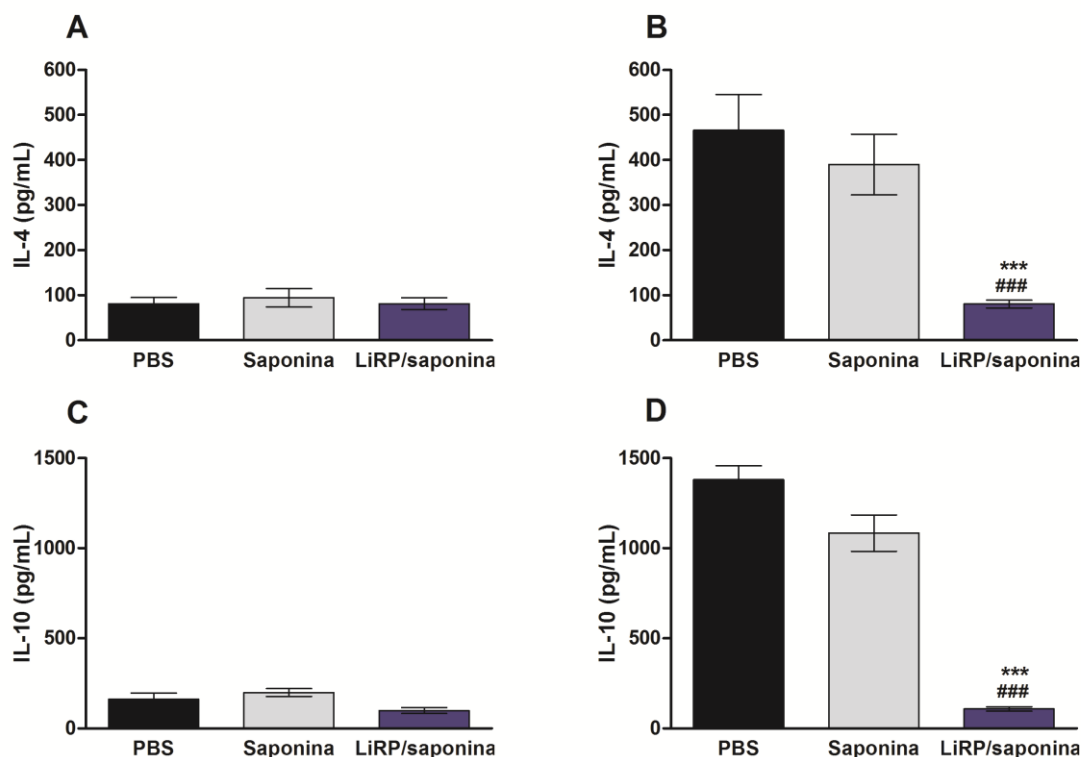 A
IL-4 (pg/mL)
600
500
400
300
200
100
0
PBS Saponina LiRP/saponina
B
IL-4 (pg/mL)
600
500
400
300
200
100
0
***
###
PBS Saponina LiRP/saponina
C
IL-10 (pg/mL)
1500
1000
500
0
PBS Saponina LiRP/saponina
D
IL-10 (pg/mL)
1500
1000
500
0
***
###
PBS Saponina LiRP/saponina